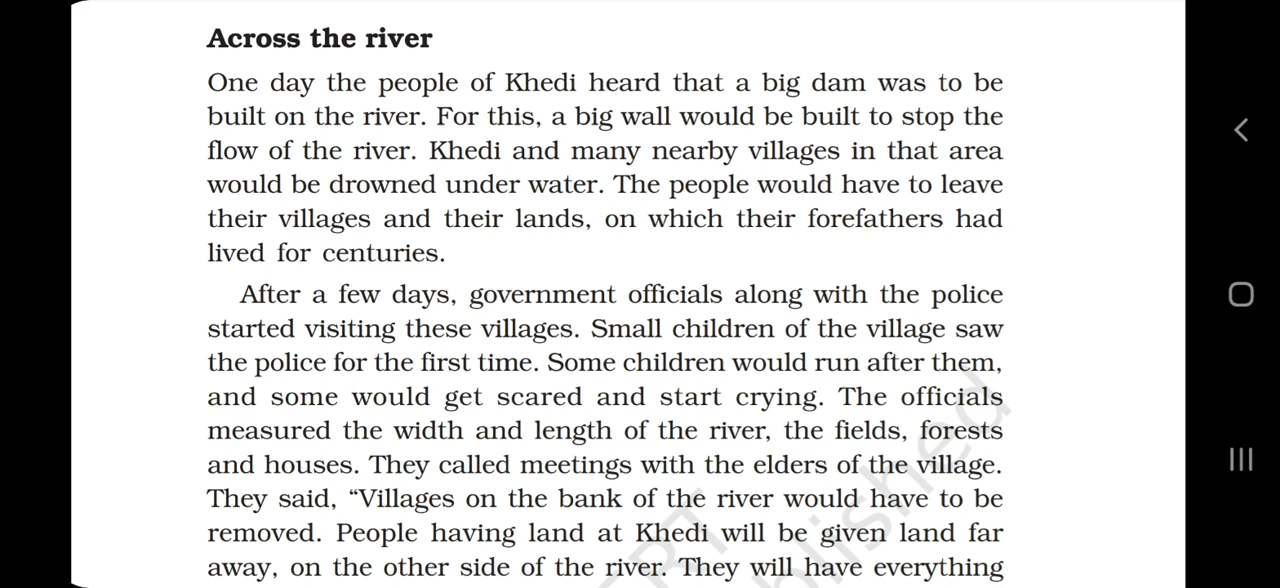 Across the river
One day the people of Khedi heard that a big dam was to be
built on the river. For this, a big wall would be built to stop the
flow of the river. Khedi and many nearby villages in that area
would be drowned under water. The people would have to leave
their villages and their lands, on which their forefathers had
lived for centuries.
After a few days, government officials along with the police
started visiting these villages. Small children of the village saw
the police for the first time. Some children would run after them,
and some would get scared and start crying. The officials
measured the width and length of the river, the fields, forests
and houses. They called meetings with the elders of the village.
They said, “Villages on the bank of the river would have to be
removed. People having land at Khedi will be given land far
away, on the other side of the river. They will have everything